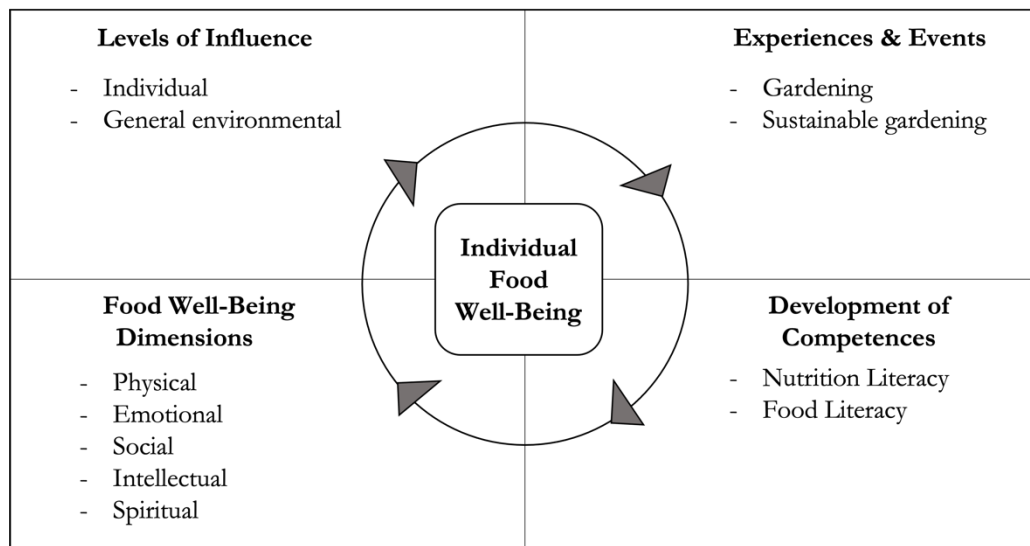 Levels of Influence
- Individual
- General environmental
Experiences & Events
- Gardening
- Sustainable gardening
Individual
Food
Well-Being
Food Well-Being
Dimensions
- Physical
- Emotional
- Social
- Intellectual
- Spiritual
Development of
Competences
- Nutrition Literacy
- Food Literacy